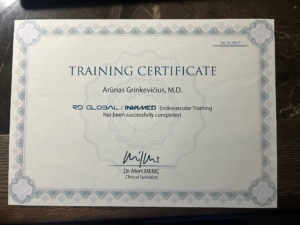 TRAINING CERTIFICATE
Arūnas Grinkevičius, M.D.
RD GLOBAL / INVAMED Endovascular Training
has been successfully completed
Dr. Mert MERİÇ
Clinical Specialist